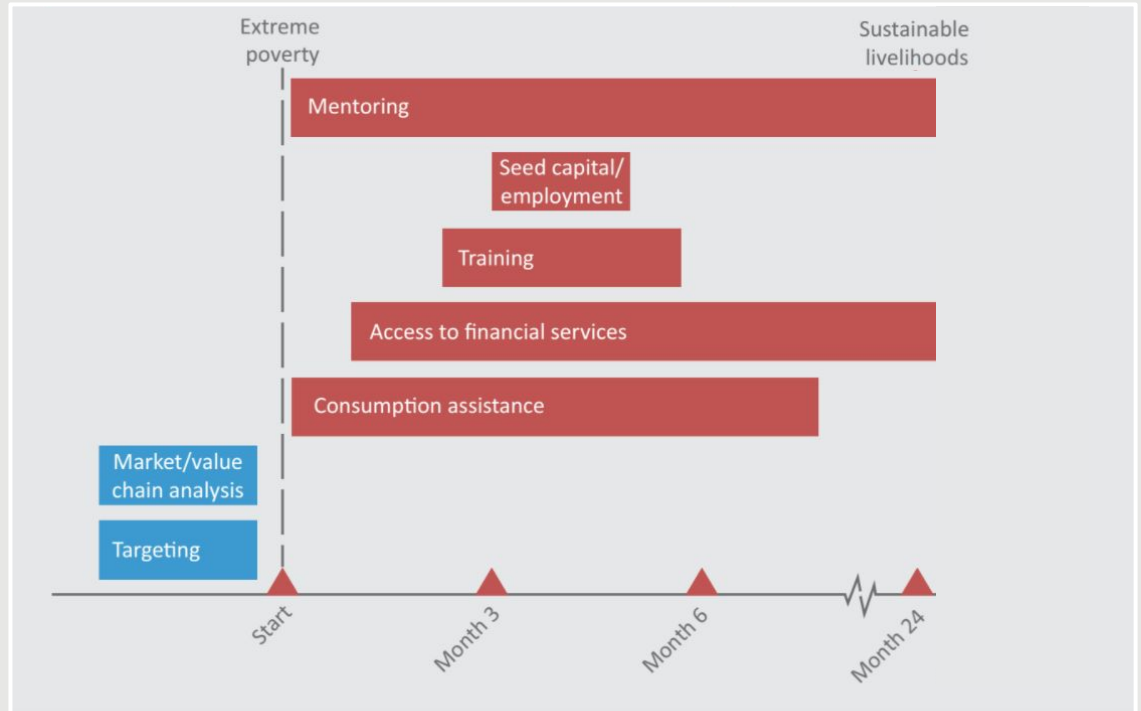 Extreme
poverty
Sustainable
livelihoods
Mentoring
Seed capital/
employment
Training
Access to financial services
Consumption assistance
Market/value
chain analysis
Targeting
Start
Month 3
Month 6
Month 24